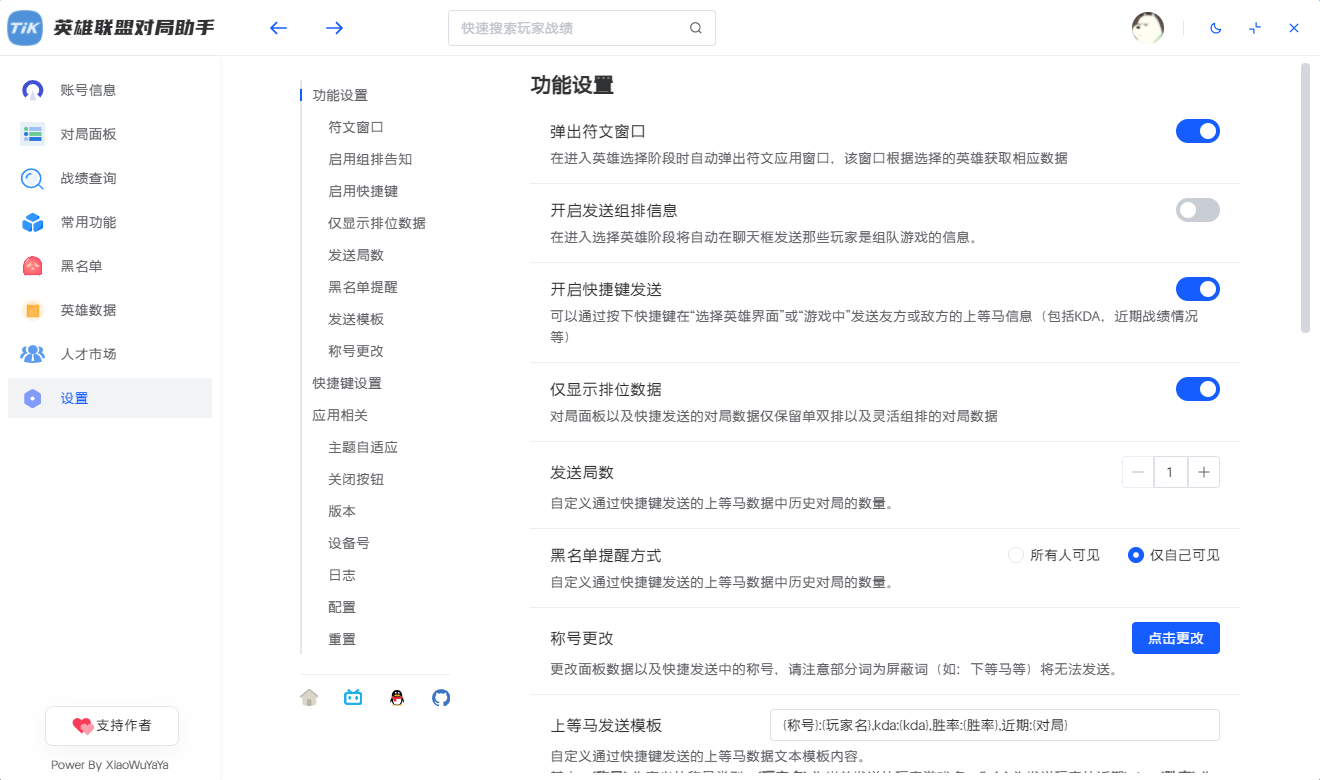 TiK 英雄联盟对局助手
快速搜索玩家战绩
账号信息
对局面板
战绩查询
常用功能
黑名单
英雄数据
人才市场
设置
支持作者
Power By XiaoWuYaYa
功能设置
符文窗口
启用组排告知
启用快捷键
仅显示排位数据
发送局数
黑名单提醒
发送模板
称号更改
快捷键设置
应用相关
主题自适应
关闭按钮
版本
设备号
日志
配置
重置
功能设置
弹出符文窗口
在进入英雄选择阶段时自动弹出符文应用窗口，该窗口根据选择的英雄获取相应数据
开启发送组排信息
在进入选择英雄阶段将自动在聊天框发送那些玩家是组队游戏的信息。
开启快捷键发送
可以通过按下快捷键在“选择英雄界面”或“游戏中”发送友方或敌方的上等马信息（包括KDA，近期战绩情况
等）
仅显示排位数据
对局面板以及快捷发送的对局数据仅保留单双排以及灵活组排的对局数据
发送局数
1
自定义通过快捷键发送的上等马数据中历史对局的数量。
黑名单提醒方式
所有人可见 仅自己可见
自定义通过快捷键发送的上等马数据中历史对局的数量。
称号更改
点击更改
更改面板数据以及快捷发送中的称号，请注意部分词为屏蔽词（如：下等马等）将无法发送。
上等马发送模板
{称号}:{玩家名},kda:{kda},胜率:{胜率},近期:{对局}
自定义通过快捷键发送的上等马数据文本模板内容。